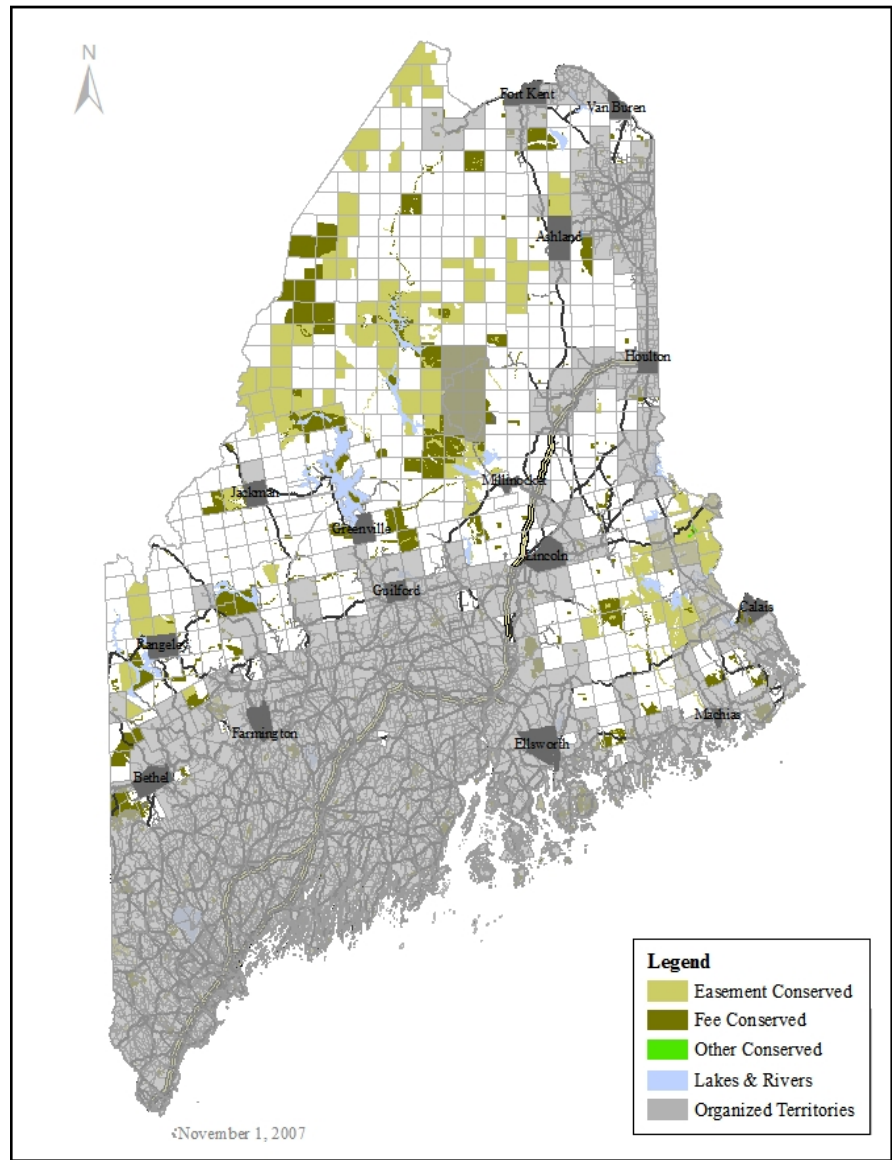 N
Fort Kent
Van Buren
Ashland
Houlton
Millinocket
Jackman
Greenville
Lincoln
Guilford
Calais
Rangeley
Machias
Farmington
Ellsworth
Bethel
Legend
Easement Conserved
Fee Conserved
Other Conserved
Lakes & Rivers
Organized Territories
November 1, 2007